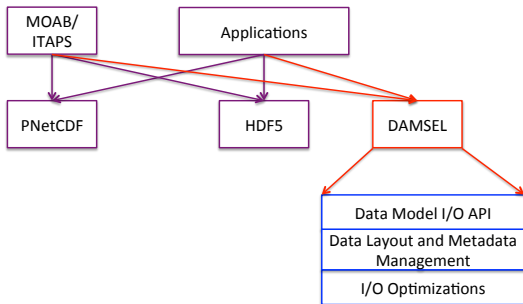 MOAB/
ITAPS
Applications
PNetCDF
HDF5
DAMSEL
Data Model I/O API
Data Layout and Metadata
Management
I/O Optimizations